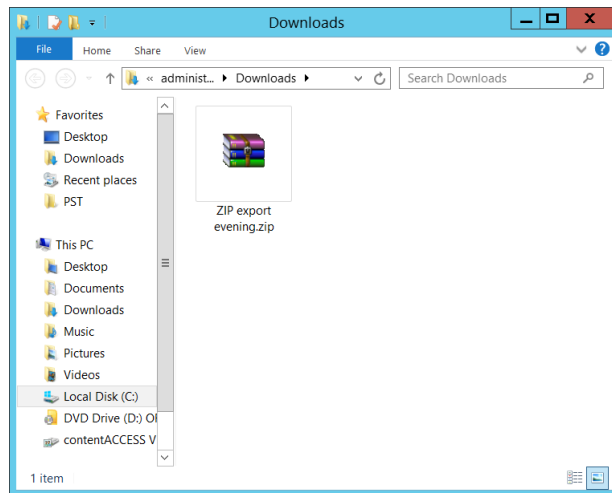 Downloads
File Home Share View
« administ... Downloads Search Downloads
Favorites
Desktop
Downloads
Recent places
PST
ZIP export
evening.zip
This PC
Desktop
Documents
Downloads
Music
Pictures
Videos
Local Disk (C:)
DVD Drive (D:) Of
contentACCESS V
1 item